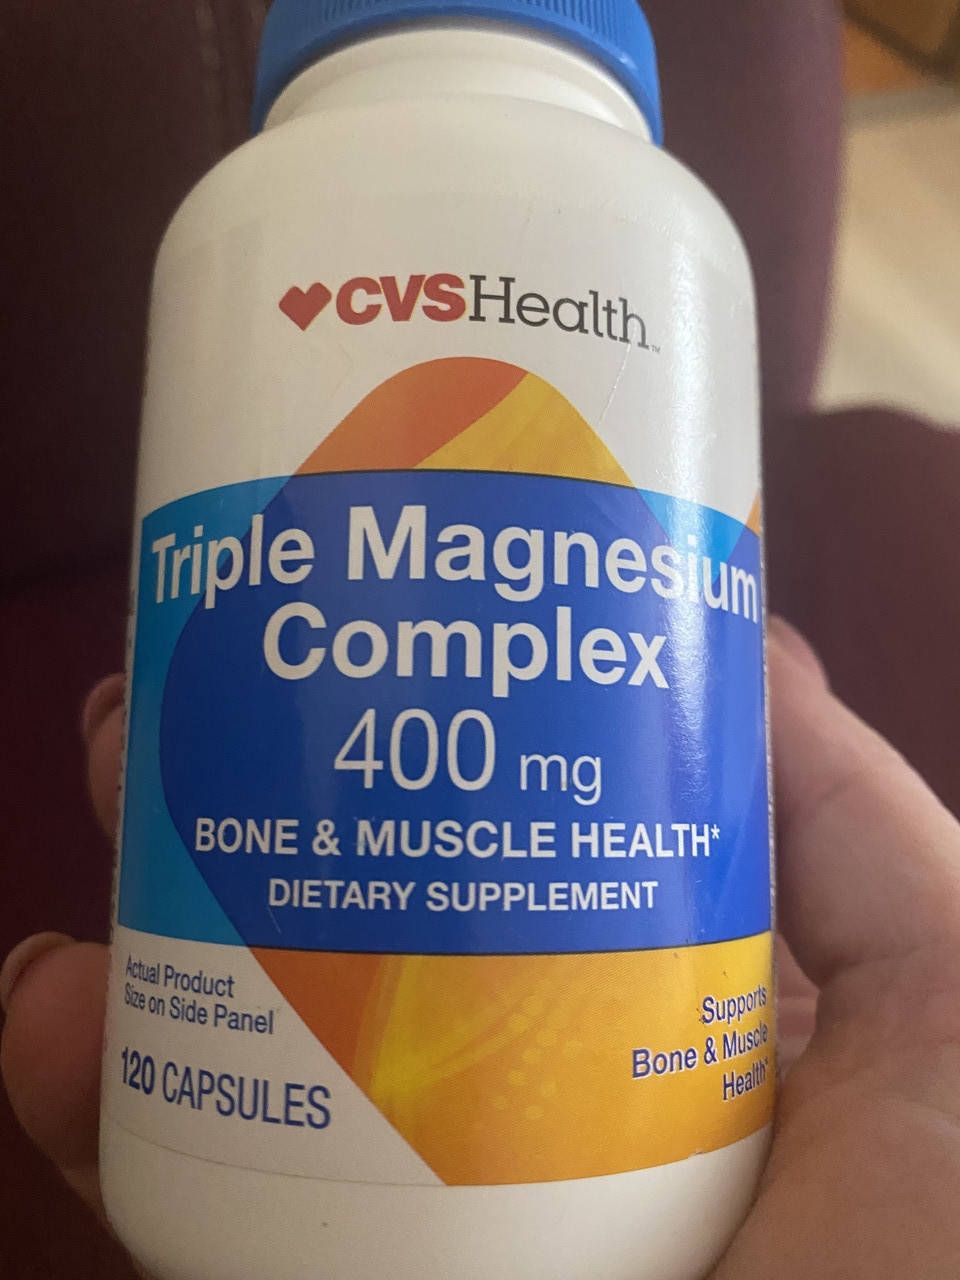 CVSHealth™
Triple Magnesium
Complex
400 mg
BONE & MUSCLE HEALTH*
DIETARY SUPPLEMENT
Actual Product
Size on Side Panel
120 CAPSULES
Supports
Bone & Muscle
Health*